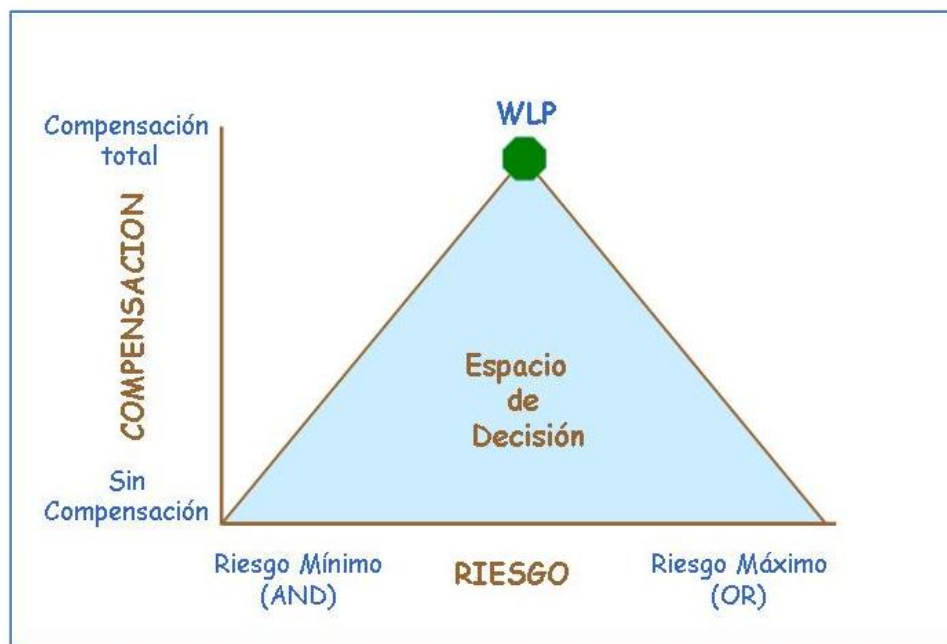 WLP
Compensación
total
COMPENSACION
Espacio
de
Decisión
Sin
Compensación
Riesgo Mínimo
(AND)
RIESGO
Riesgo Máximo
(OR)